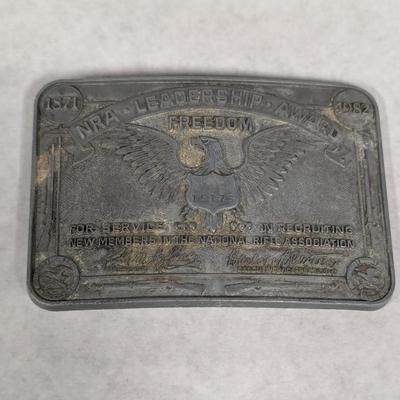 1871 1982
NRA · LEADERSHIP · AWARD
FREEDOM
FOR SERVICE IN RECRUITING
NEW MEMBERS IN THE NATIONAL RIFLE ASSOCIATION